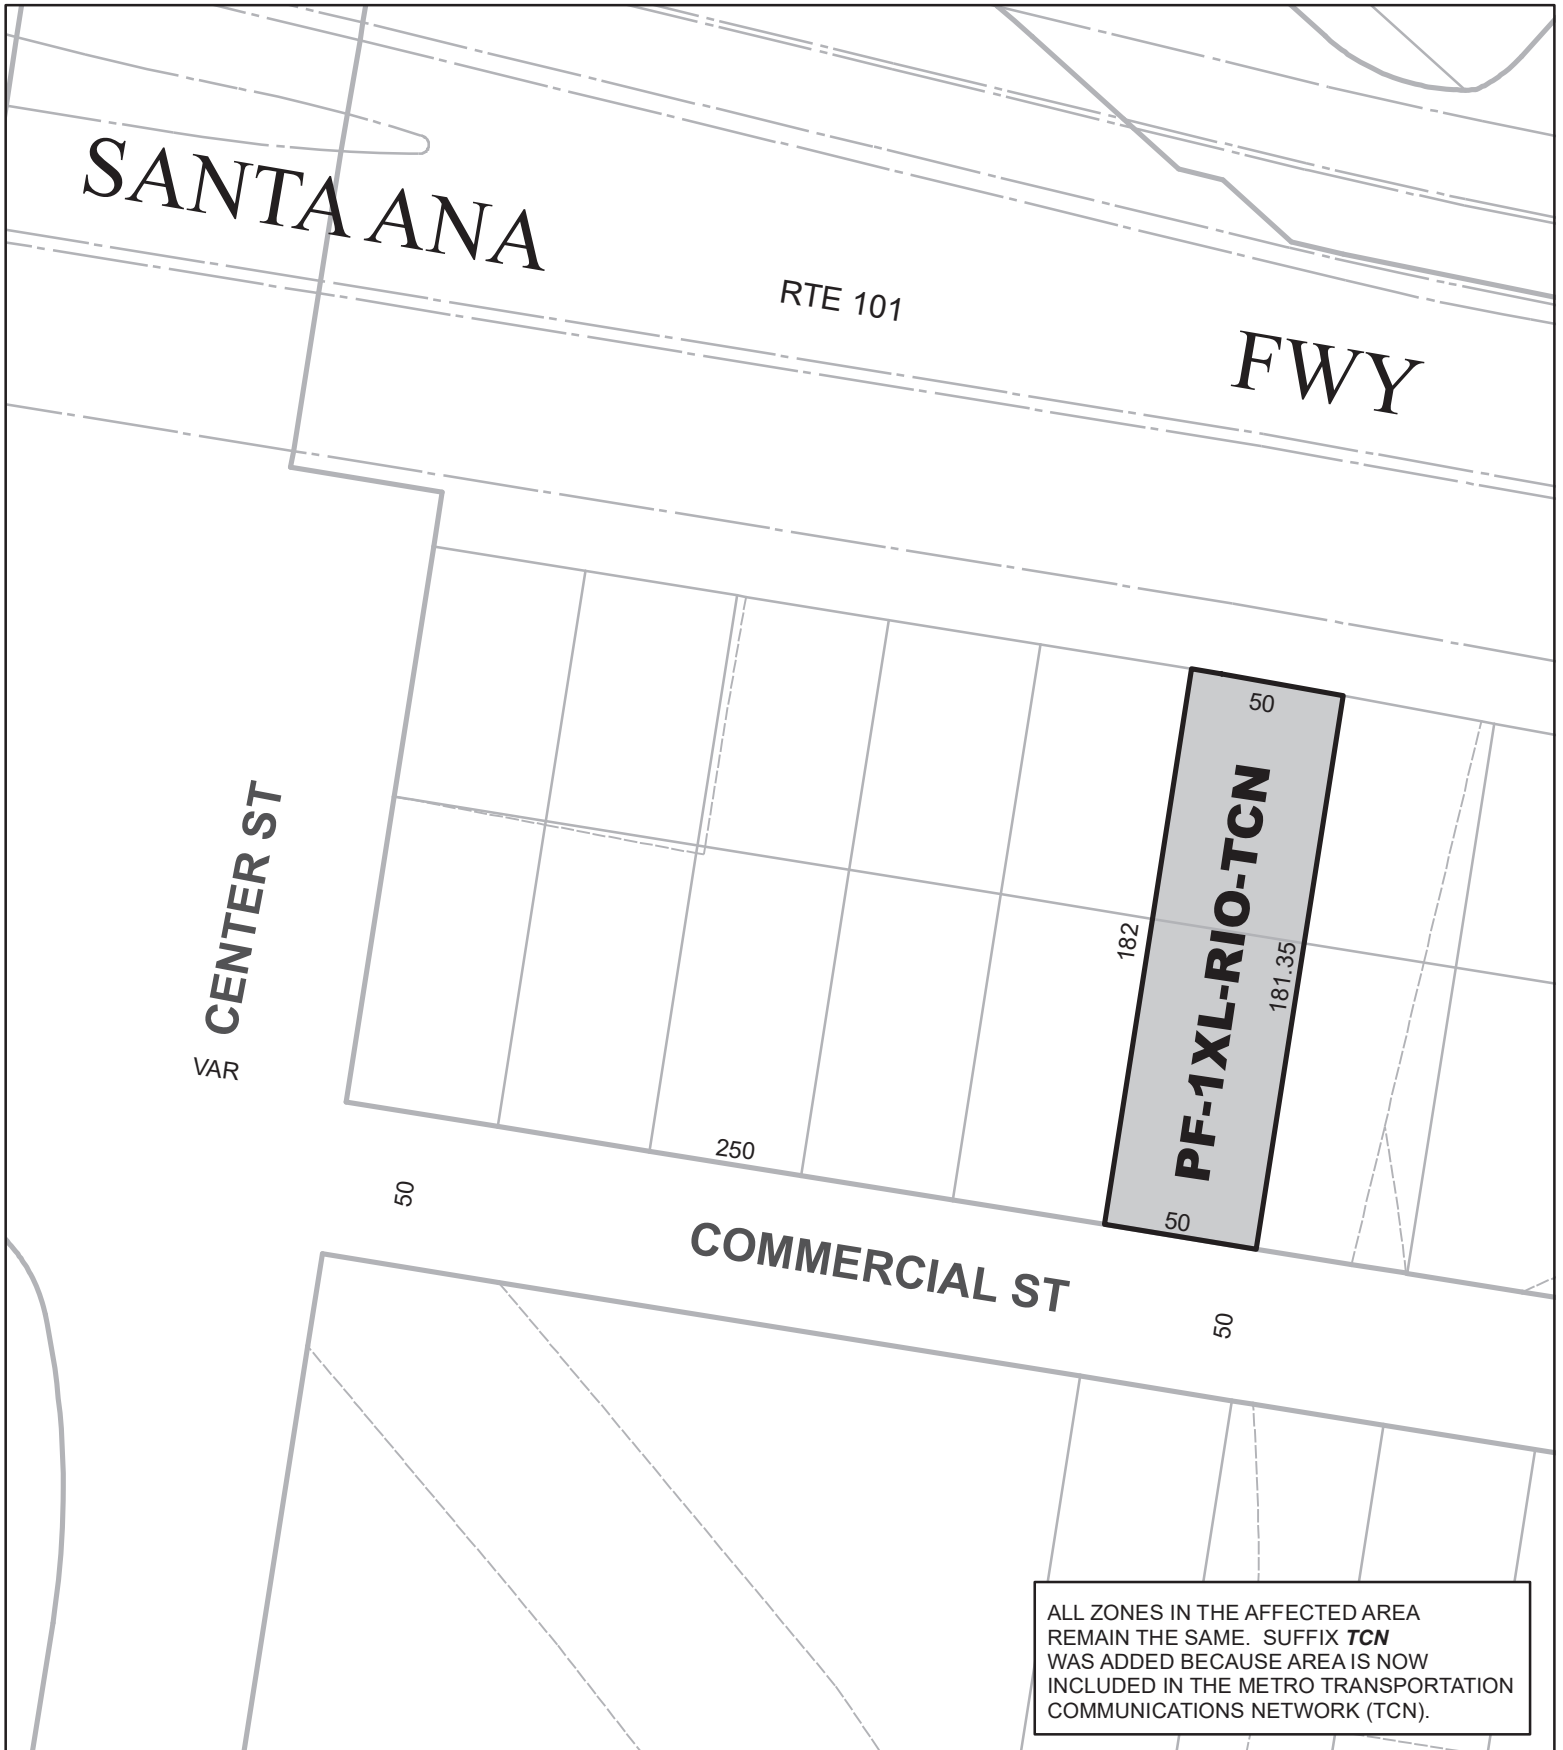 SANTA ANA
RTE 101
FWY
50
PF-1XL-RIO-TCN
182
181.35
CENTER ST
VAR
250
50
50
COMMERCIAL ST
50
ALL ZONES IN THE AFFECTED AREA
REMAIN THE SAME. SUFFIX TCN
WAS ADDED BECAUSE AREA IS NOW
INCLUDED IN THE METRO TRANSPORTATION
COMMUNICATIONS NETWORK (TCN).